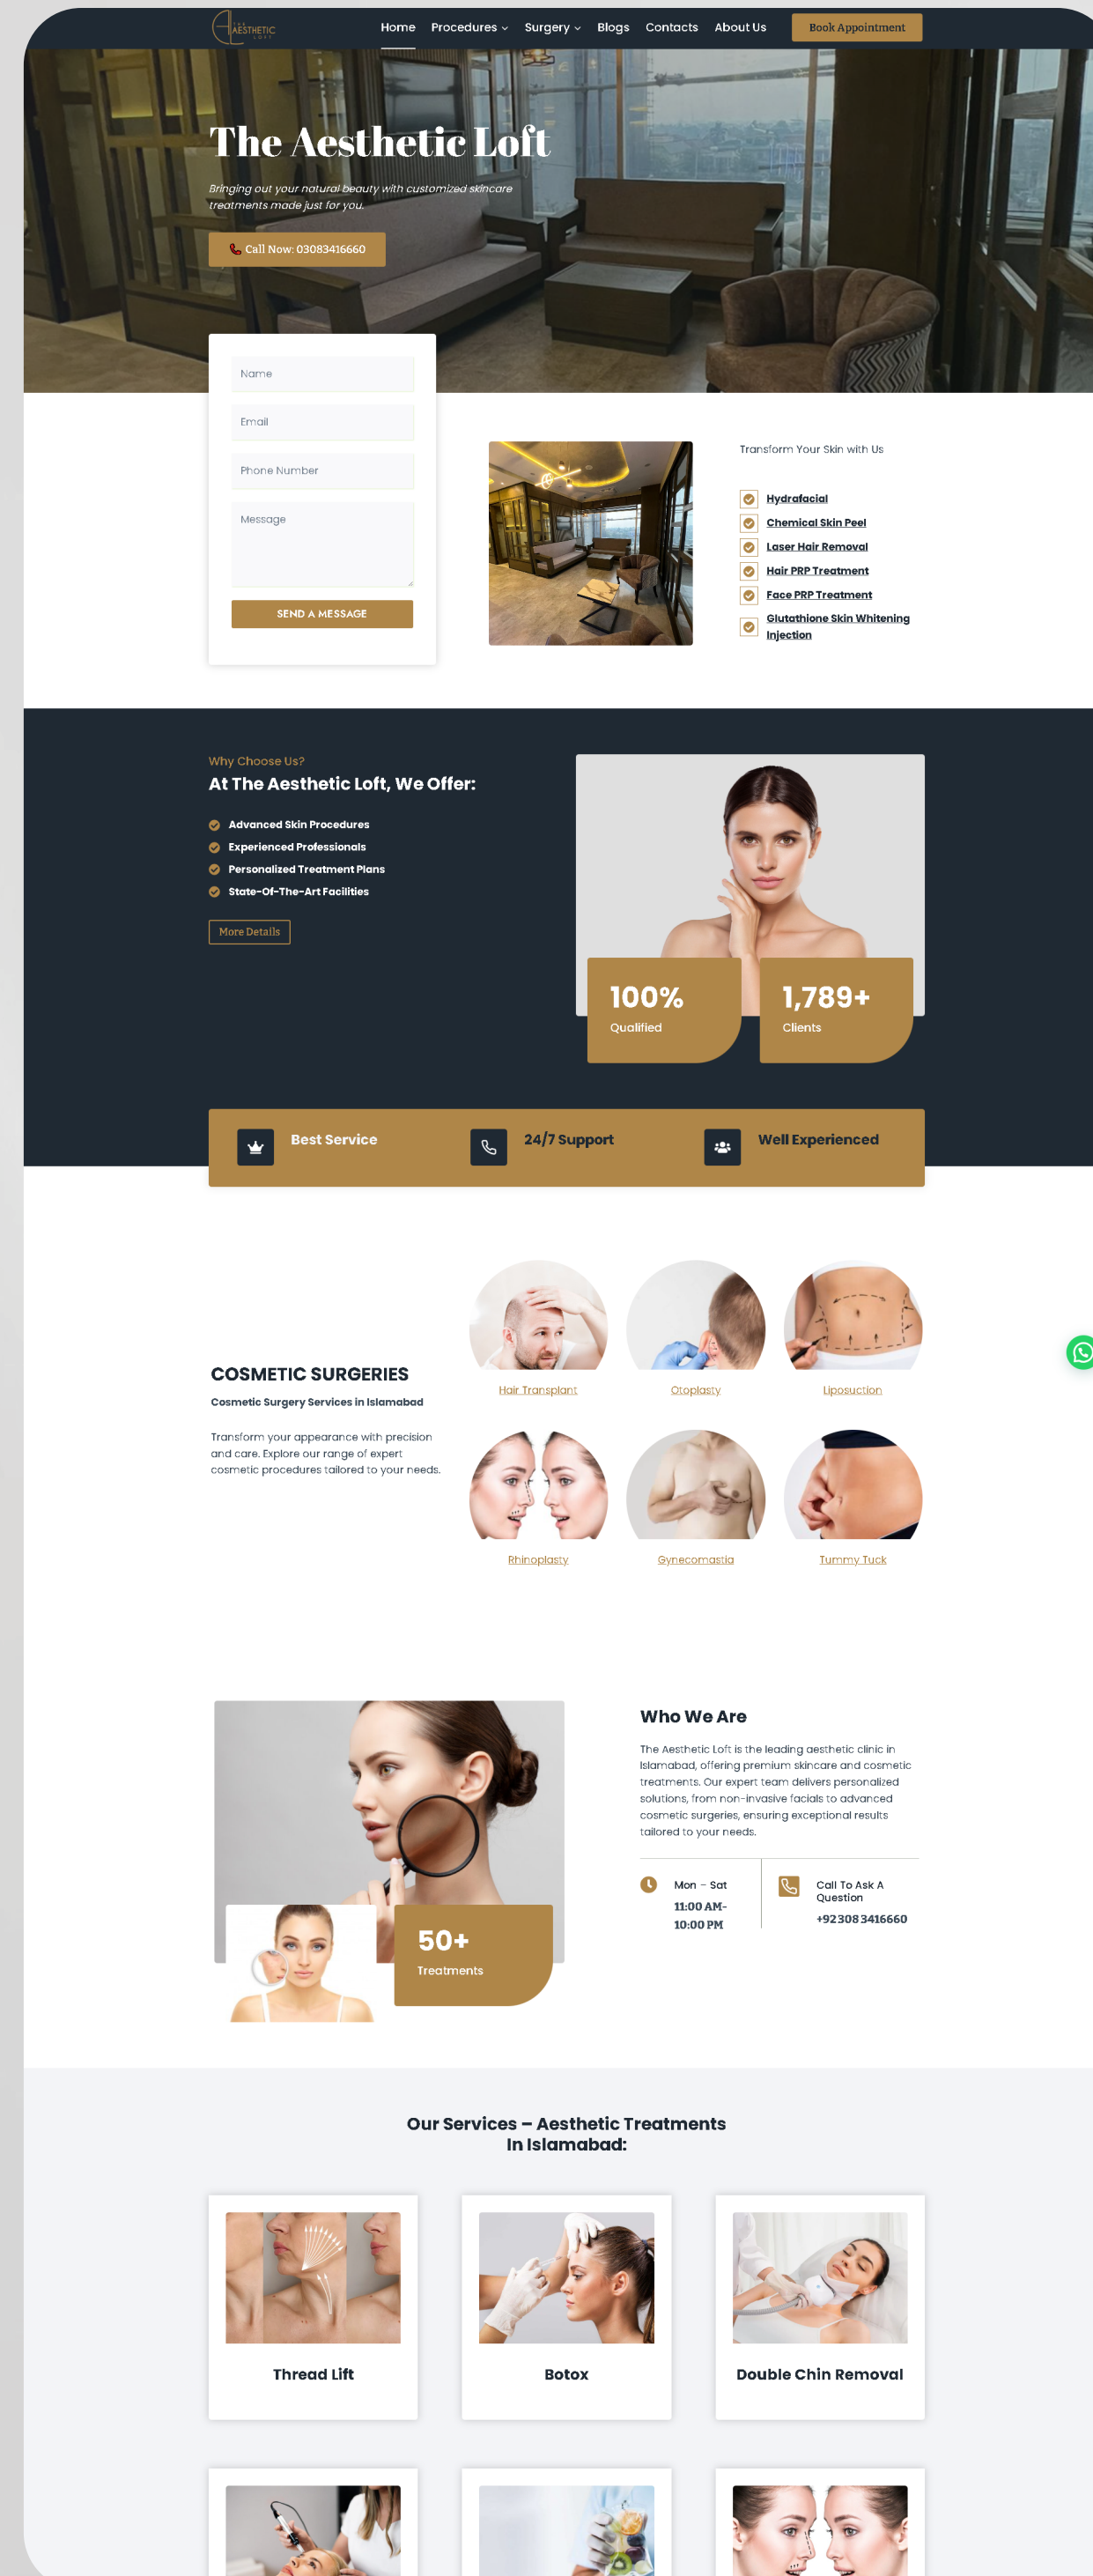 THE
AESTHETIC
LOFT
Home
Procedures
Surgery
Blogs
Contacts
About Us
Book Appointment
The Aesthetic Loft
Bringing out your natural beauty with customized skincare
treatments made just for you.
Call Now: 03083416660
Name
Email
Phone Number
Message
SEND A MESSAGE
Transform Your Skin with Us
Hydrafacial
Chemical Skin Peel
Laser Hair Removal
Hair PRP Treatment
Face PRP Treatment
Glutathione Skin Whitening
Injection
Why Choose Us?
At The Aesthetic Loft, We Offer:
Advanced Skin Procedures
Experienced Professionals
Personalized Treatment Plans
State-Of-The-Art Facilities
More Details
100%
Qualified
1,789+
Clients
Best Service
24/7 Support
Well Experienced
COSMETIC SURGERIES
Cosmetic Surgery Services in Islamabad
Transform your appearance with precision
and care. Explore our range of expert
cosmetic procedures tailored to your needs.
Hair Transplant
Otoplasty
Liposuction
Rhinoplasty
Gynecomastia
Tummy Tuck
50+
Treatments
Who We Are
The Aesthetic Loft is the leading aesthetic clinic in
Islamabad, offering premium skincare and cosmetic
treatments. Our expert team delivers personalized
solutions, from non-invasive facials to advanced
cosmetic surgeries, ensuring exceptional results
tailored to your needs.
Mon – Sat
11:00 AM-
10:00 PM
Call To Ask A
Question
+92 308 3416660
Our Services – Aesthetic Treatments
In Islamabad:
Thread Lift
Botox
Double Chin Removal